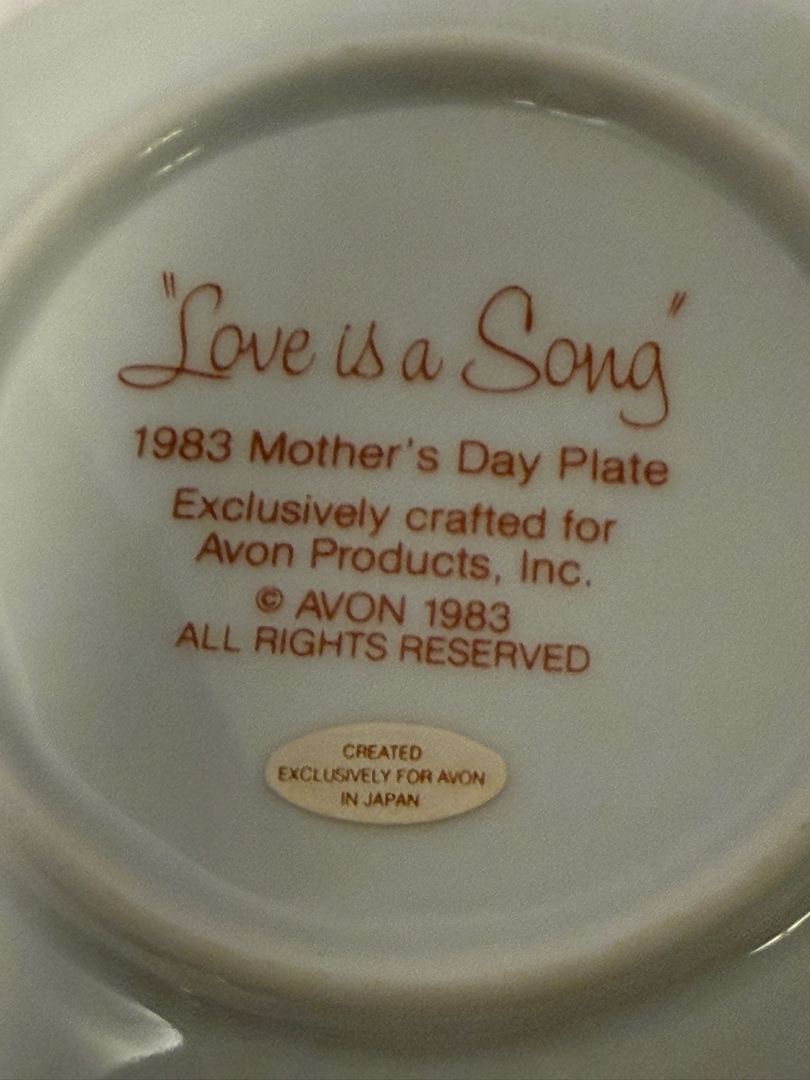 "Love is a Song"
1983 Mother's Day Plate
Exclusively crafted for
Avon Products, Inc.
© AVON 1983
ALL RIGHTS RESERVED
CREATED
EXCLUSIVELY FOR AVON
IN JAPAN